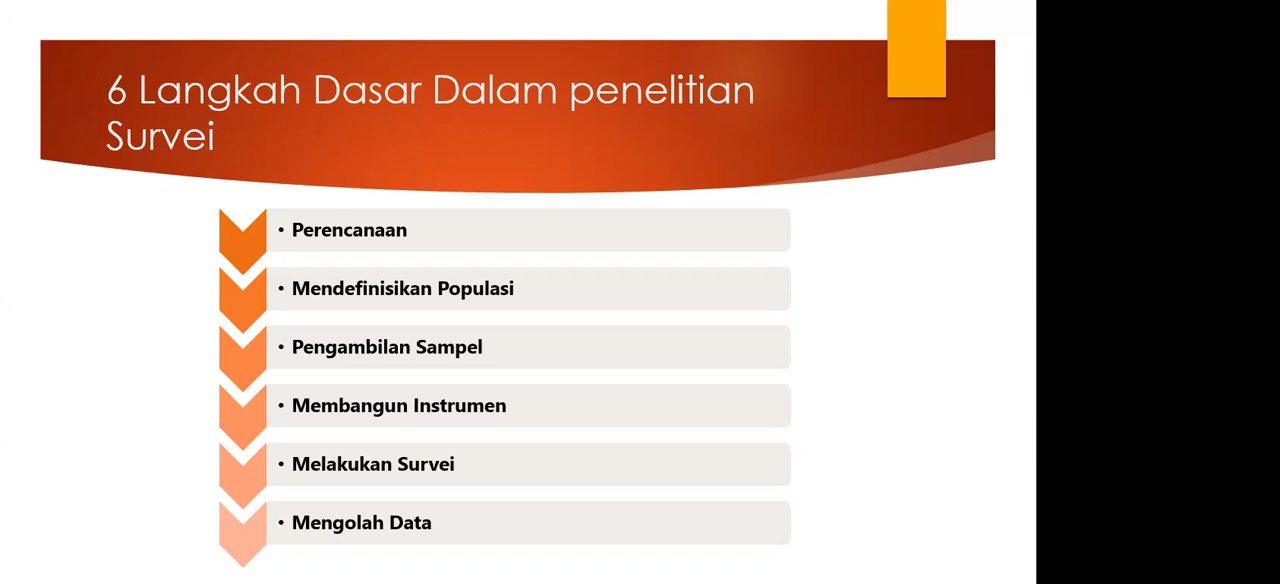 6 Langkah Dasar Dalam penelitian
Survei
• Perencanaan
• Mendefinisikan Populasi
• Pengambilan Sampel
• Membangun Instrumen
• Melakukan Survei
• Mengolah Data